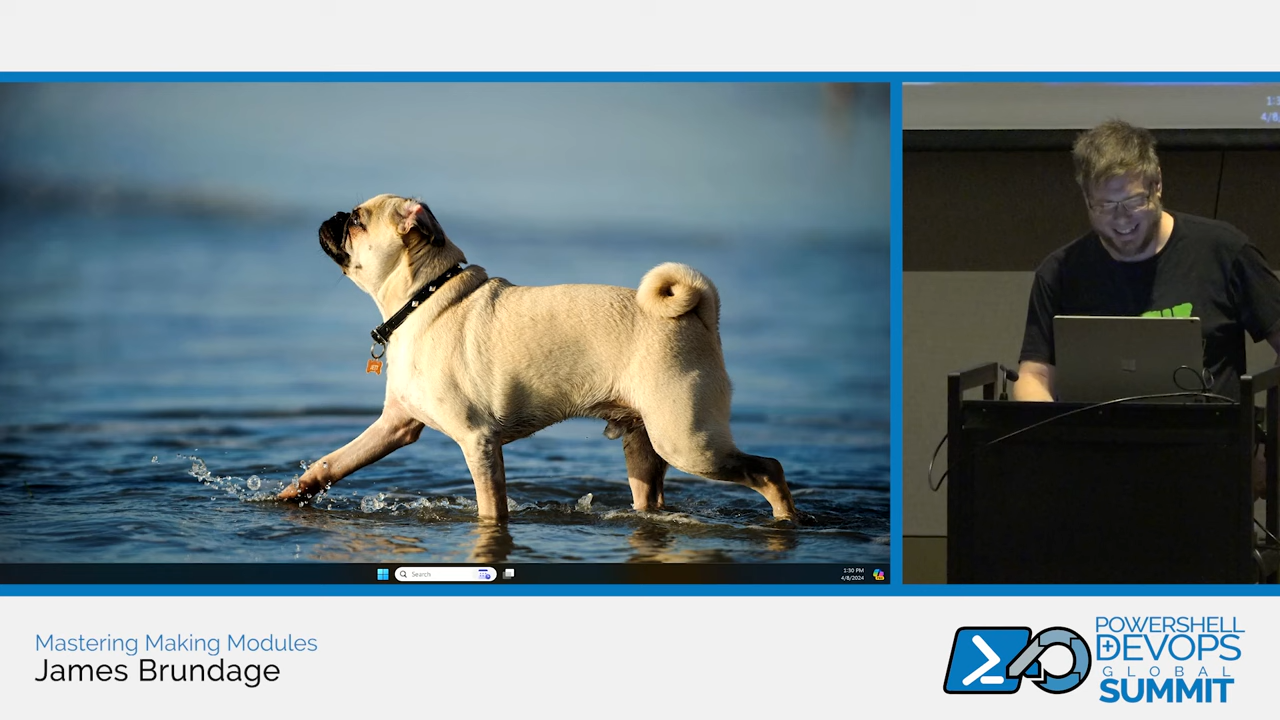 Search
1:30 PM
4/8/2024
Mastering Making Modules
James Brundage
POWERSHELL
+DEVOPS
GLOBAL
SUMMIT